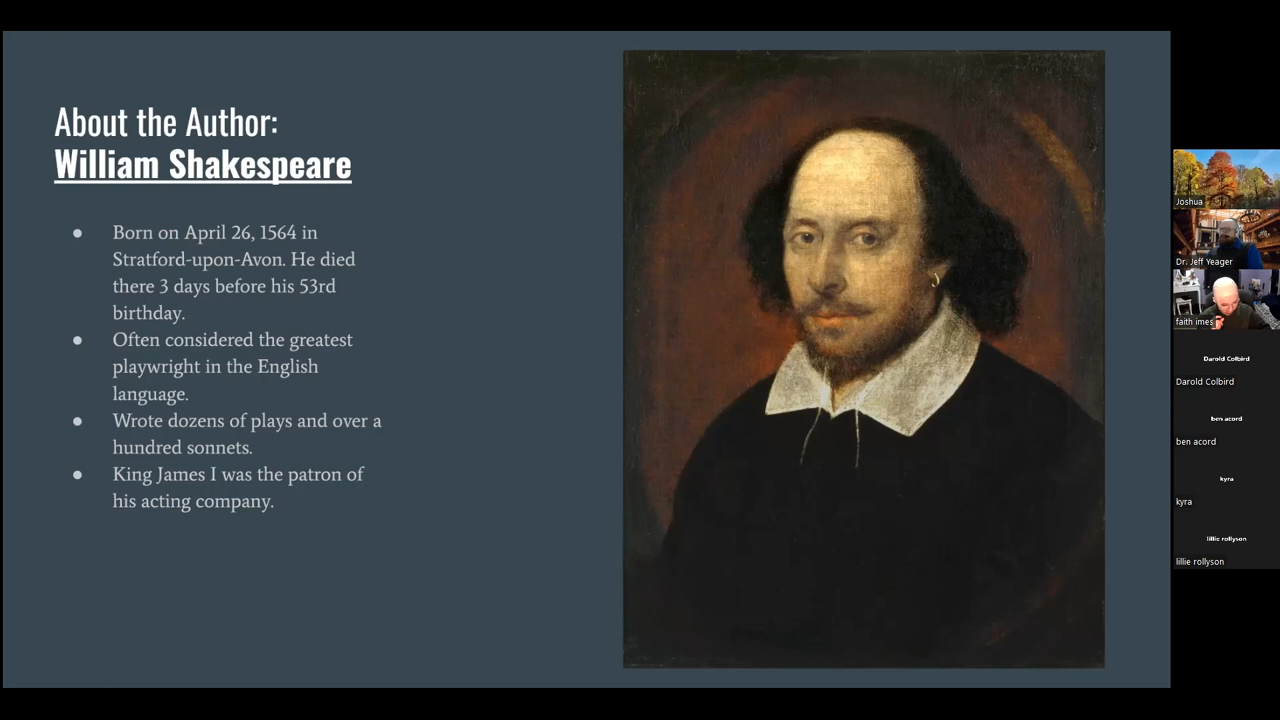 About the Author:
William Shakespeare
● Born on April 26, 1564 in
Stratford-upon-Avon. He died
there 3 days before his 53rd
birthday.
● Often considered the greatest
playwright in the English
language.
● Wrote dozens of plays and over a
hundred sonnets.
● King James I was the patron of
his acting company.
Joshua
Dr. Jeff Yeager
faith imes
Darold Colbird
Darold Colbird
ben acord
ben acord
kyra
kyra
lillie rollyson
lillie rollyson